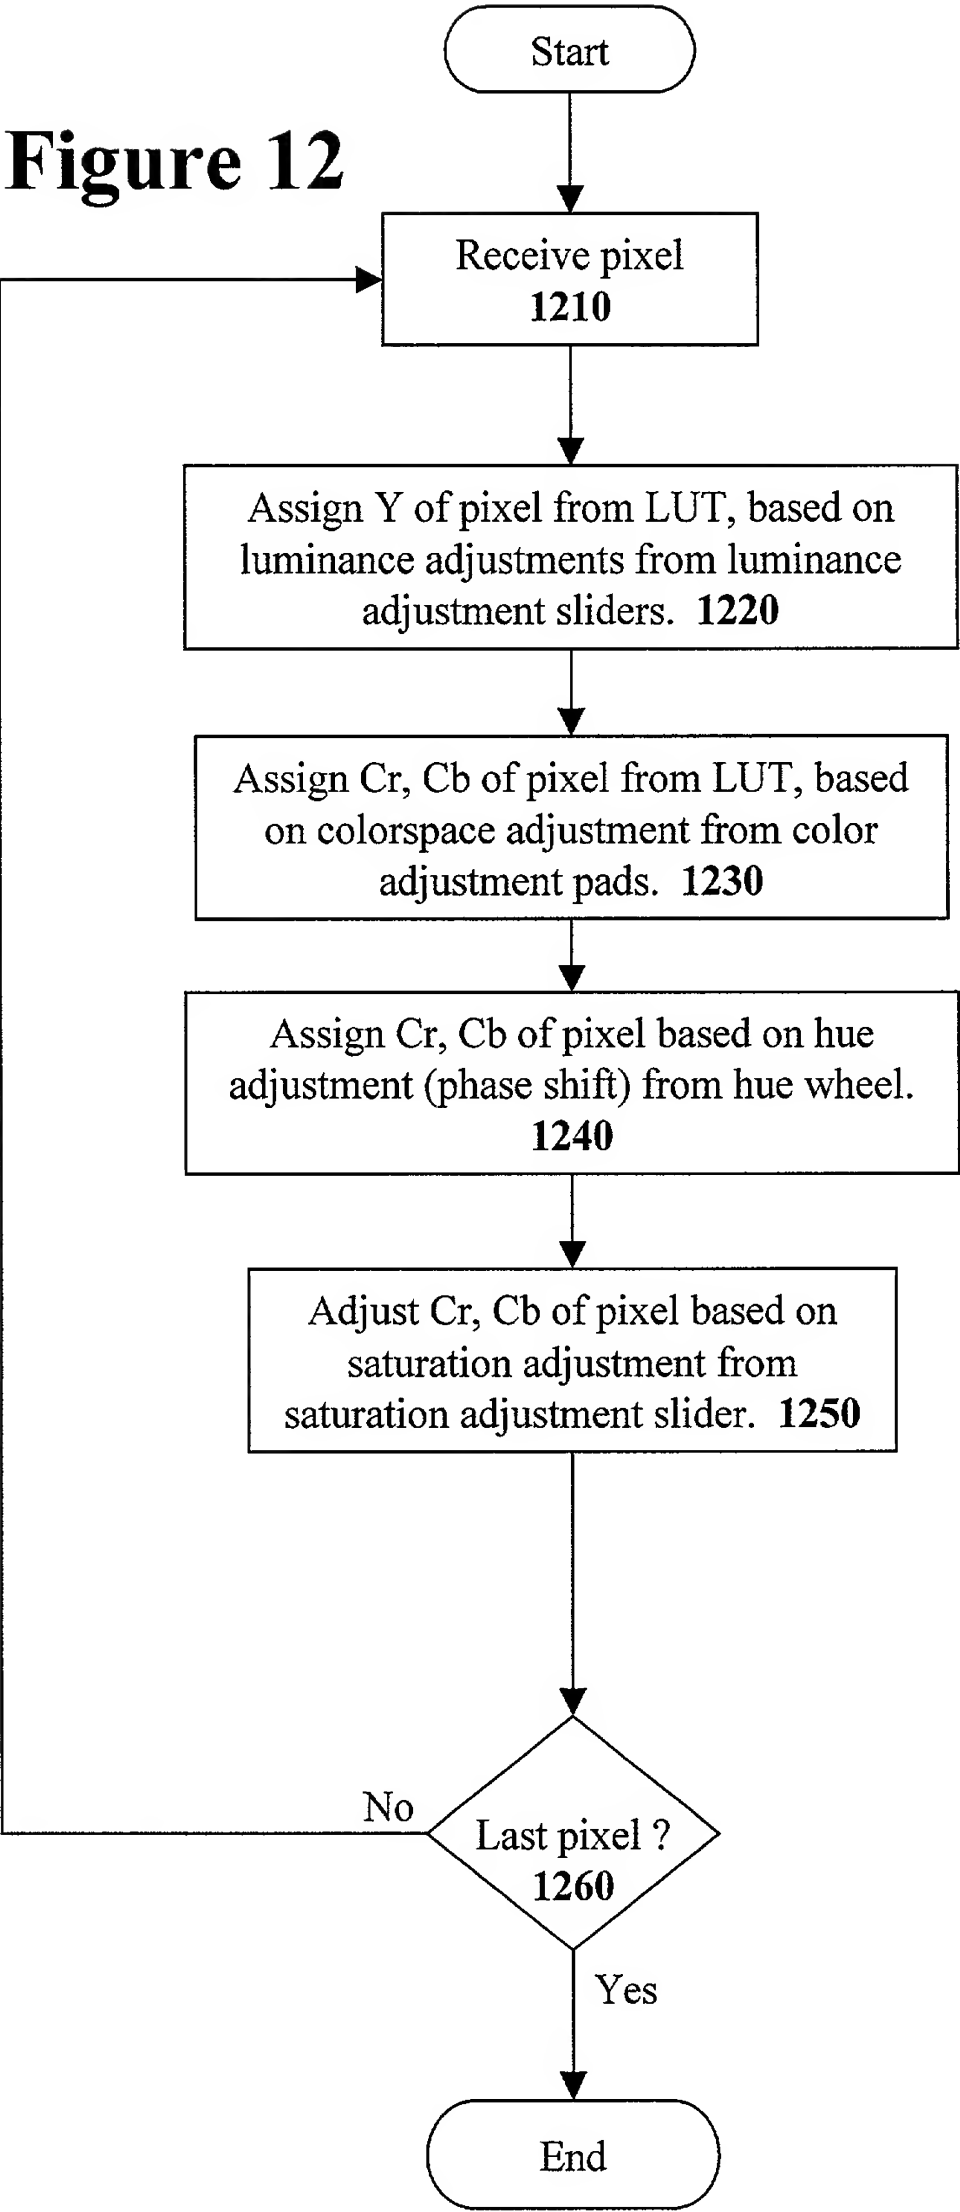 Start
Figure 12
Receive pixel
1210
Assign Y of pixel from LUT, based on
luminance adjustments from luminance
adjustment sliders. 1220
Assign Cr, Cb of pixel from LUT, based
on colorspace adjustment from color
adjustment pads. 1230
Assign Cr, Cb of pixel based on hue
adjustment (phase shift) from hue wheel.
1240
Adjust Cr, Cb of pixel based on
saturation adjustment from
saturation adjustment slider. 1250
No
Last pixel ?
1260
Yes
End